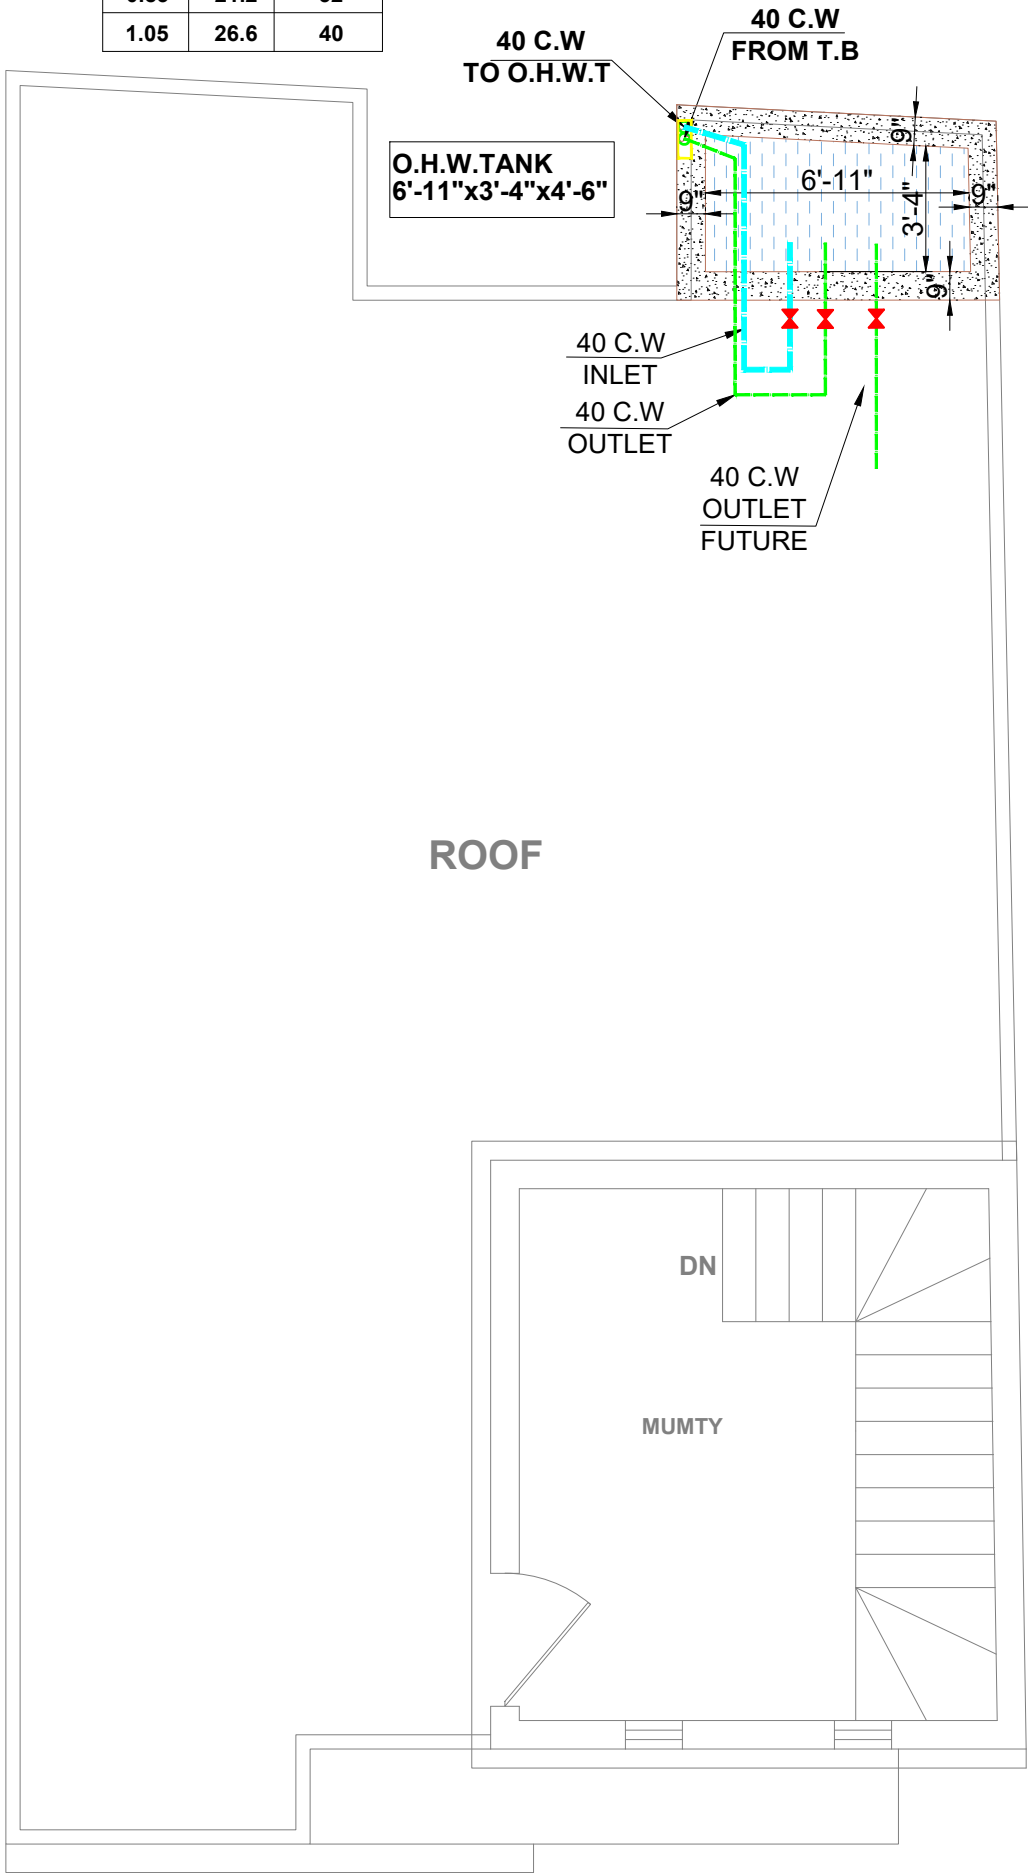 1.05 26.6 40
40 C.W
TO O.H.W.T
40 C.W
FROM T.B
O.H.W.TANK
6'-11"x3'-4"x4'-6"
9"
6'-11"
3'-4"
9"
9"
9"
40 C.W
INLET
40 C.W
OUTLET
40 C.W
OUTLET
FUTURE
ROOF
DN
MUMTY